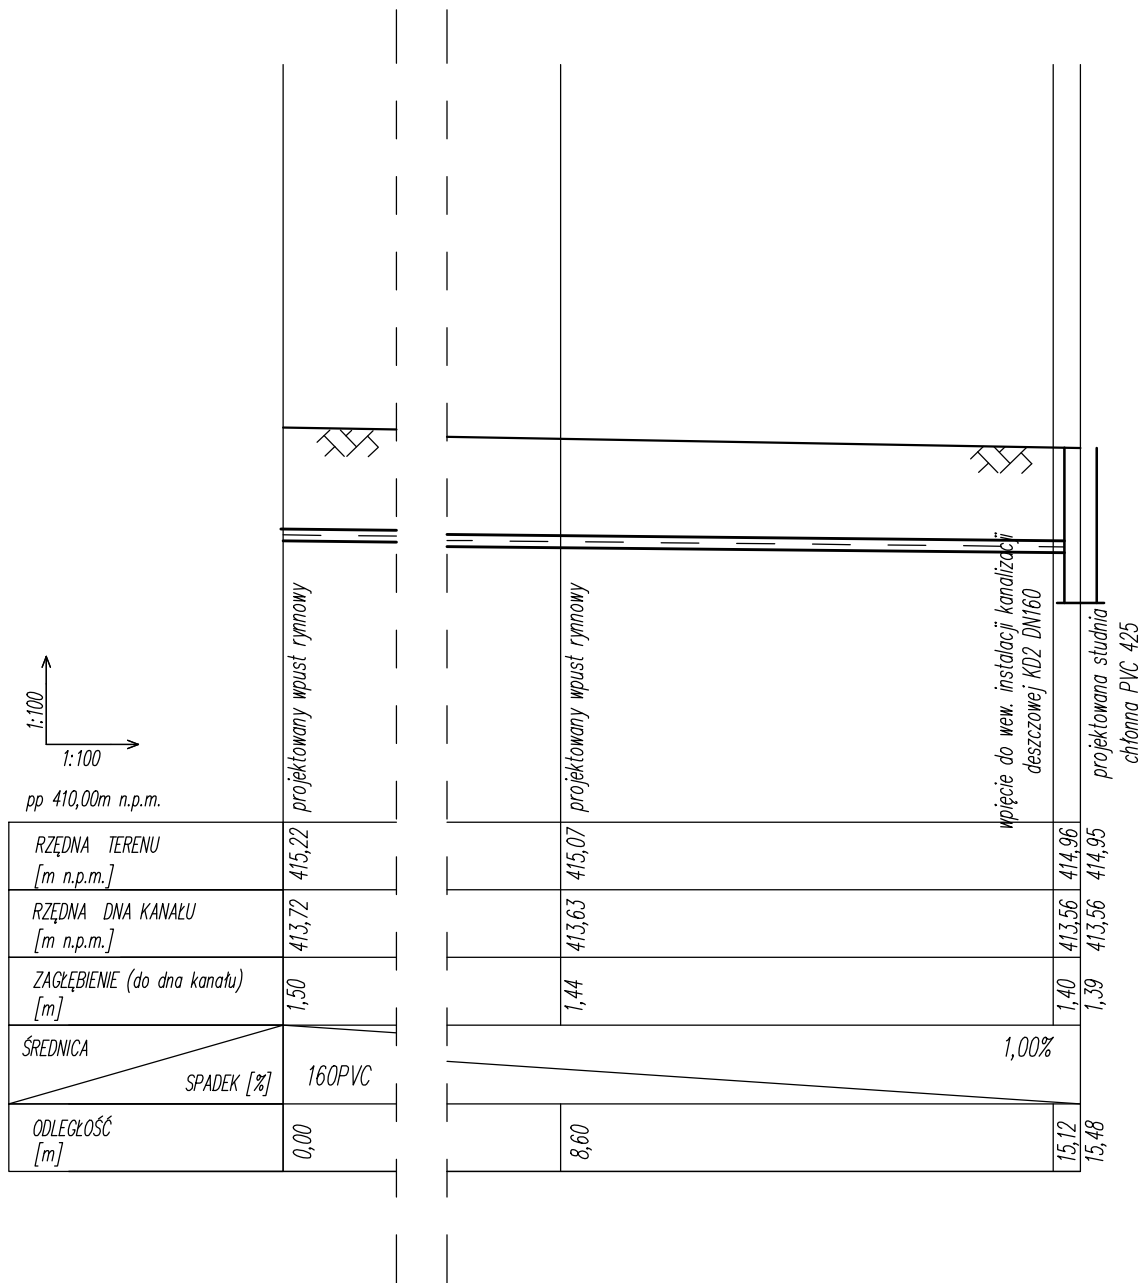 projektowany wpust rynnowy
projektowany wpust rynnowy
wpięcie do wew. instalacji kanalizacji
deszczowej KD2 DN160
projektowana studnia
chłonna PVC 425
1:100
1:100
pp 410,00m n.p.m.
RZĘDNA TERENU
[m n.p.m.]
415,22
415,07
414,96
414,95
RZĘDNA DNA KANAŁU
[m n.p.m.]
413,72
413,63
413,56
413,56
ZAGŁĘBIENIE (do dna kanału)
[m]
1,50
1,44
1,40
1,39
ŚREDNICA
SPADEK [%]
160PVC
1,00%
ODLEGŁOŚĆ
[m]
0,00
8,60
15,12
15,48